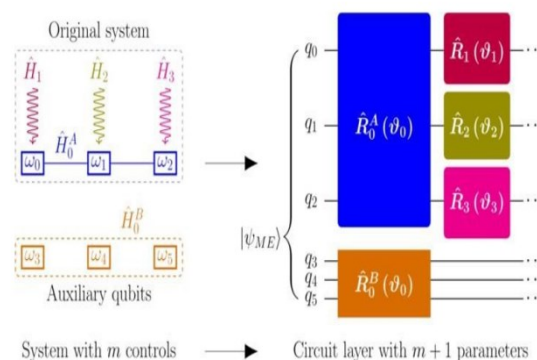 Original system
Ĥ₁ Ĥ₂ Ĥ₃
Ĥ₀ᴬ
ω₀ ω₁ ω₂
Ĥ₀ᴮ
ω₃ ω₄ ω₅
Auxiliary qubits
System with m controls
|ψ_ME⟩
q₀
q₁
q₂
q₃
q₄
q₅
R̂₀ᴬ(ϑ₀)
R̂₀ᴮ(ϑ₀)
R̂₁(ϑ₁) ···
R̂₂(ϑ₂) ···
R̂₃(ϑ₃) ···
Circuit layer with m + 1 parameters